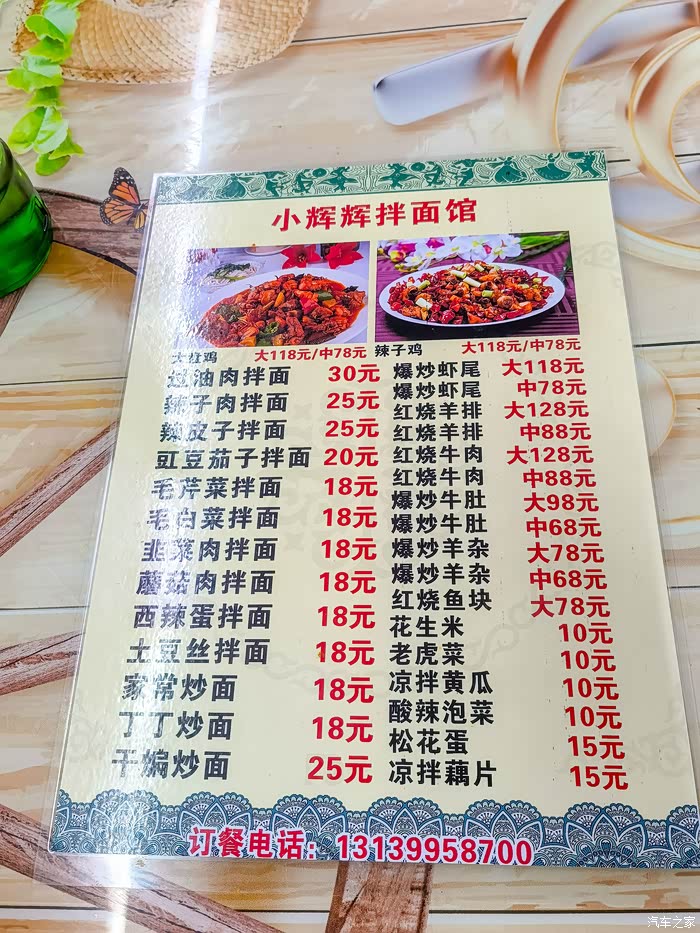 小辉辉拌面馆
大盘鸡 大118元/中78元
辣子鸡 大118元/中78元
过油肉拌面 30元
辣子肉拌面 25元
辣皮子拌面 25元
豇豆茄子拌面 20元
毛芹菜拌面 18元
毛白菜拌面 18元
韭菜肉拌面 18元
蘑菇肉拌面 18元
西辣蛋拌面 18元
土豆丝拌面 18元
家常炒面 18元
丁丁炒面 18元
干煸炒面 25元
爆炒虾尾 大118元
爆炒虾尾 中78元
红烧羊排 大128元
红烧羊排 中88元
红烧牛肉 大128元
红烧牛肉 中88元
爆炒牛肚 大98元
爆炒牛肚 中68元
爆炒羊杂 大78元
爆炒羊杂 中68元
红烧鱼块 大78元
花生米 10元
老虎菜 10元
凉拌黄瓜 10元
酸辣泡菜 10元
松花蛋 15元
凉拌藕片 15元
订餐电话：13139958700
汽车之家